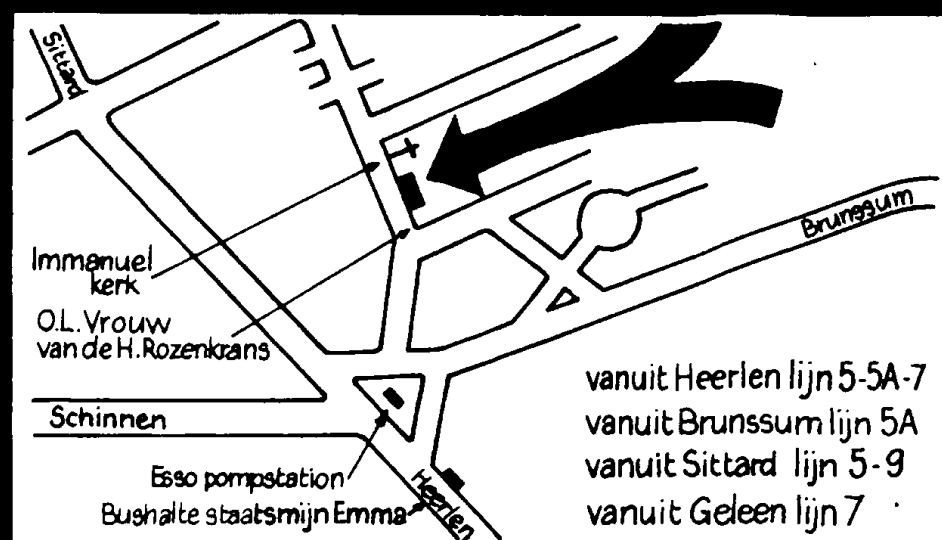 Sittard
Brunssum
Immanuel
kerk
O.L. Vrouw
van de H. Rozenkrans
Schinnen
Esso pompstation
Bushalte staatsmijn Emma
Heerlen
vanuit Heerlen lijn 5-5A-7
vanuit Brunssum lijn 5A
vanuit Sittard lijn 5-9
vanuit Geleen lijn 7